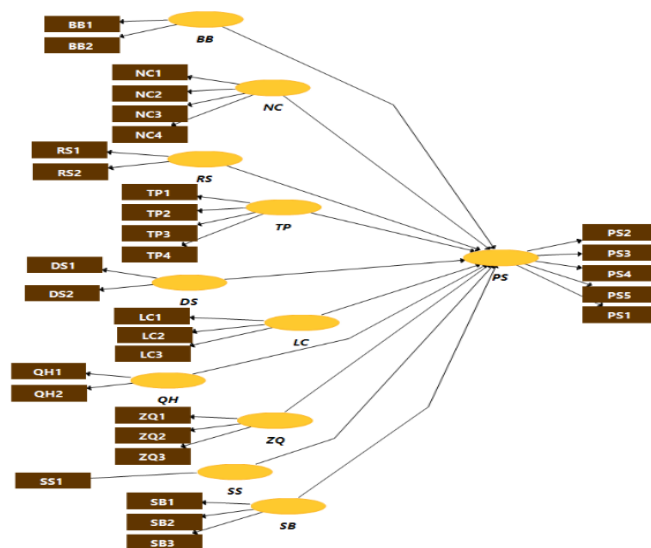 BB1
BB2
BB
NC1
NC2
NC3
NC4
NC
RS1
RS2
RS
TP1
TP2
TP3
TP4
TP
DS1
DS2
DS
LC1
LC2
LC3
LC
QH1
QH2
QH
ZQ1
ZQ2
ZQ3
ZQ
SS1
SS
SB1
SB2
SB3
SB
PS
PS2
PS3
PS4
PS5
PS1